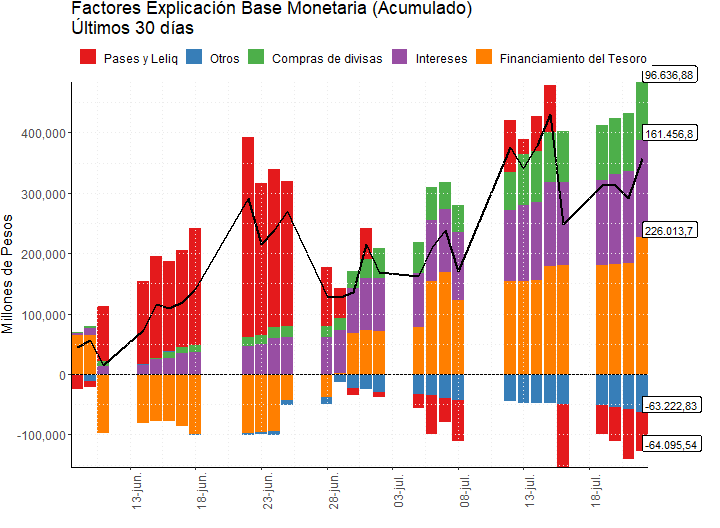 Factores Explicación Base Monetaria (Acumulado)
Últimos 30 días
Pases y Leliq Otros Compras de divisas Intereses Financiamiento del Tesoro
Millones de Pesos
400,000
300,000
200,000
100,000
0
-100,000
96.636,88
161.456,8
226.013,7
-63.222,83
-64.095,54
13-jun.
18-jun.
23-jun.
28-jun.
03-jul.
08-jul.
13-jul.
18-jul.